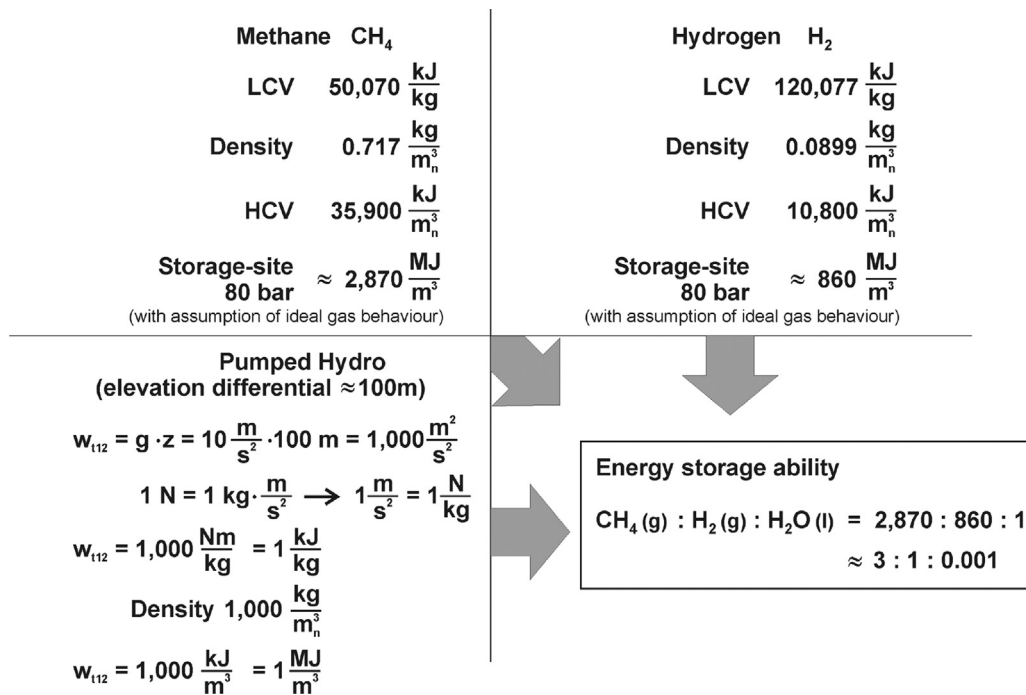 Methane CH₄
LCV 50,070 kJ/kg
Density 0.717 kg/m³ₙ
HCV 35,900 kJ/m³ₙ
Storage-site 80 bar ≈ 2,870 MJ/m³
(with assumption of ideal gas behaviour)
Hydrogen H₂
LCV 120,077 kJ/kg
Density 0.0899 kg/m³ₙ
HCV 10,800 kJ/m³ₙ
Storage-site 80 bar ≈ 860 MJ/m³
(with assumption of ideal gas behaviour)
Pumped Hydro
(elevation differential ≈100m)
w_t12 = g · z = 10 m/s² · 100 m = 1,000 m²/s²
1 N = 1 kg · m/s² → 1 m/s² = 1 N/kg
w_t12 = 1,000 Nm/kg = 1 kJ/kg
Density 1,000 kg/m³ₙ
w_t12 = 1,000 kJ/m³ = 1 MJ/m³
Energy storage ability
CH₄ (g) : H₂ (g) : H₂O (l) = 2,870 : 860 : 1
≈ 3 : 1 : 0.001